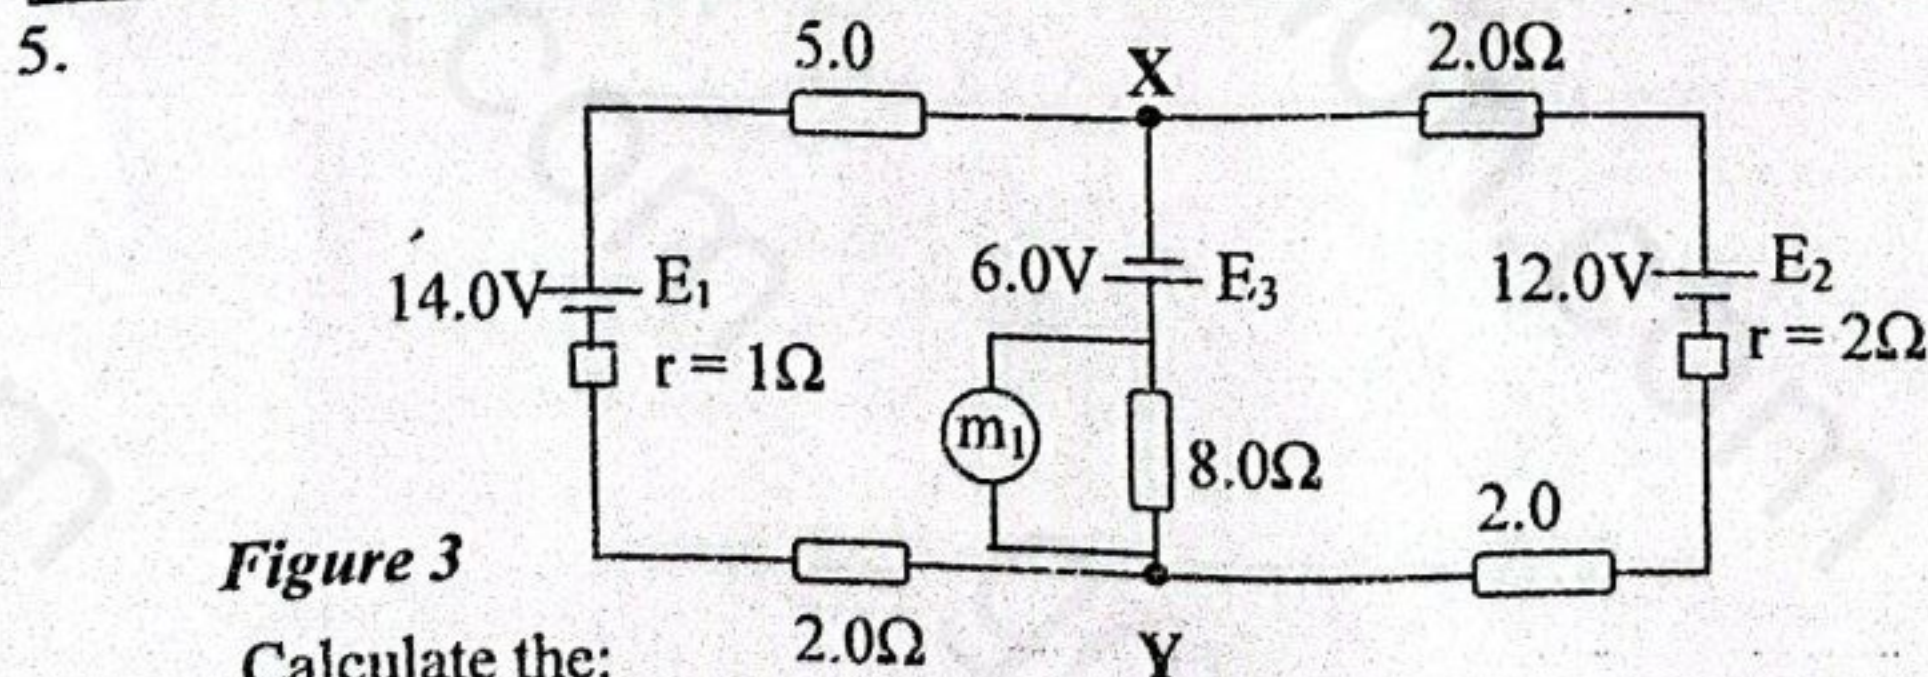 5.
5.0
X
2.0Ω
14.0V
E₁
r = 1Ω
6.0V
E₃
12.0V
E₂
r = 2Ω
m₁
8.0Ω
2.0
Figure 3
2.0Ω
Y
Calculate the: